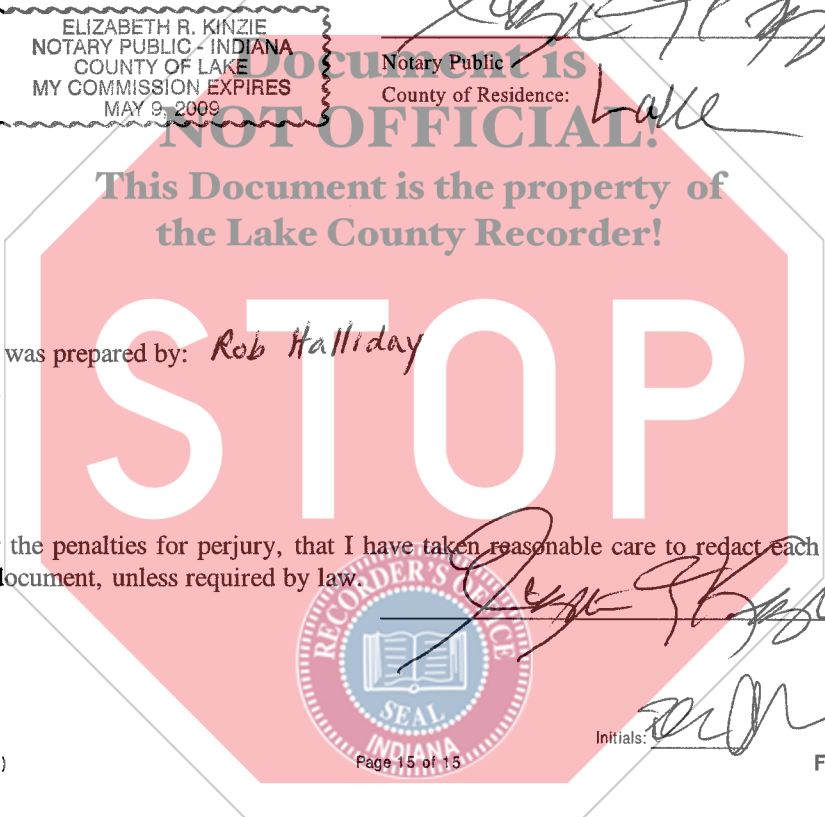 ELIZABETH R. KINZIE
NOTARY PUBLIC - INDIANA
COUNTY OF LAKE
MY COMMISSION EXPIRES
MAY 9, 2009
Notary Public
County of Residence: Lake
Document is
NOT OFFICIAL!
This Document is the property of
the Lake County Recorder!
STOP
was prepared by: Rob Halliday
the penalties for perjury, that I have taken reasonable care to redact each
document, unless required by law.
RECORDER'S OFFICE
SEAL
INDIANA
Initials:
)
Page 15 of 15
F